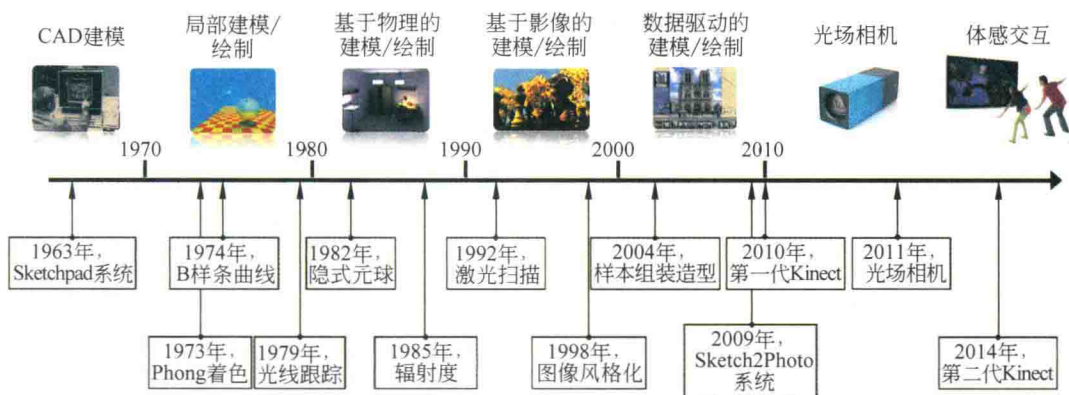 CAD建模
局部建模/
绘制
基于物理的
建模/绘制
基于影像的
建模/绘制
数据驱动的
建模/绘制
光场相机
体感交互
1970
1980
1990
2000
2010
1963年，
Sketchpad系统
1974年，
B样条曲线
1982年，
隐式元球
1992年，
激光扫描
2004年，
样本组装造型
2010年，
第一代Kinect
2011年，
光场相机
1973年，
Phong着色
1979年，
光线跟踪
1985年，
辐射度
1998年，
图像风格化
2009年，
Sketch2Photo
系统
2014年，
第二代Kinect